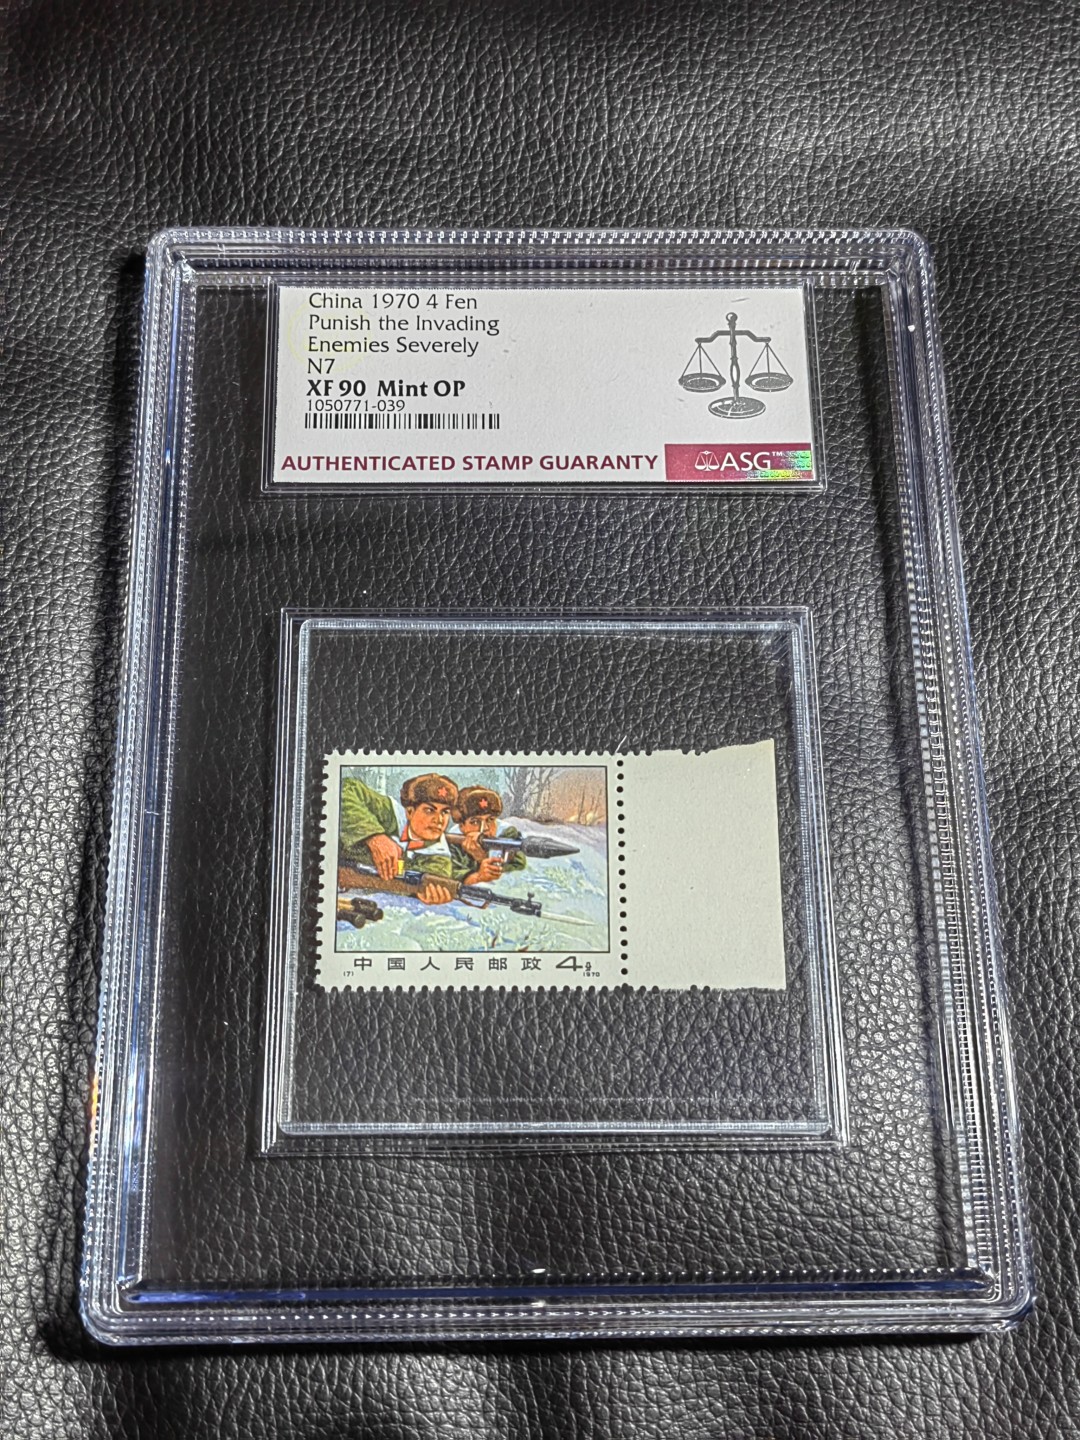 China 1970 4 Fen
Punish the Invading
Enemies Severely
N7
XF 90 Mint OP
1050771-039
AUTHENTICATED STAMP GUARANTY
ASG™
中国人民邮政 4分
(7) 1970